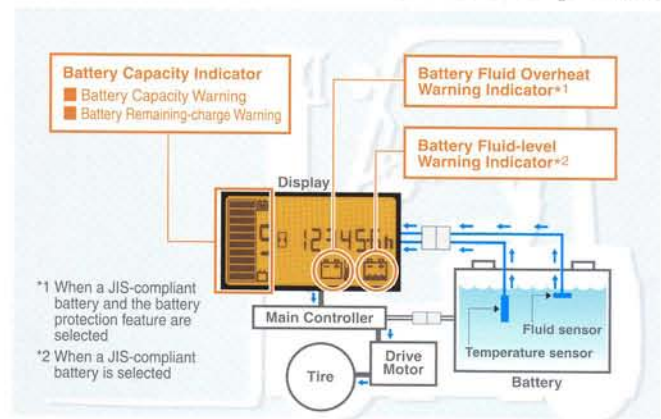 Battery Capacity Indicator
■ Battery Capacity Warning
■ Battery Remaining-charge Warning
Battery Fluid Overheat
Warning Indicator*1
Battery Fluid-level
Warning Indicator*2
Display
*1 When a JIS-compliant
battery and the battery
protection feature are
selected
*2 When a JIS-compliant
battery is selected
Main Controller
Drive
Motor
Tire
Fluid sensor
Temperature sensor
Battery